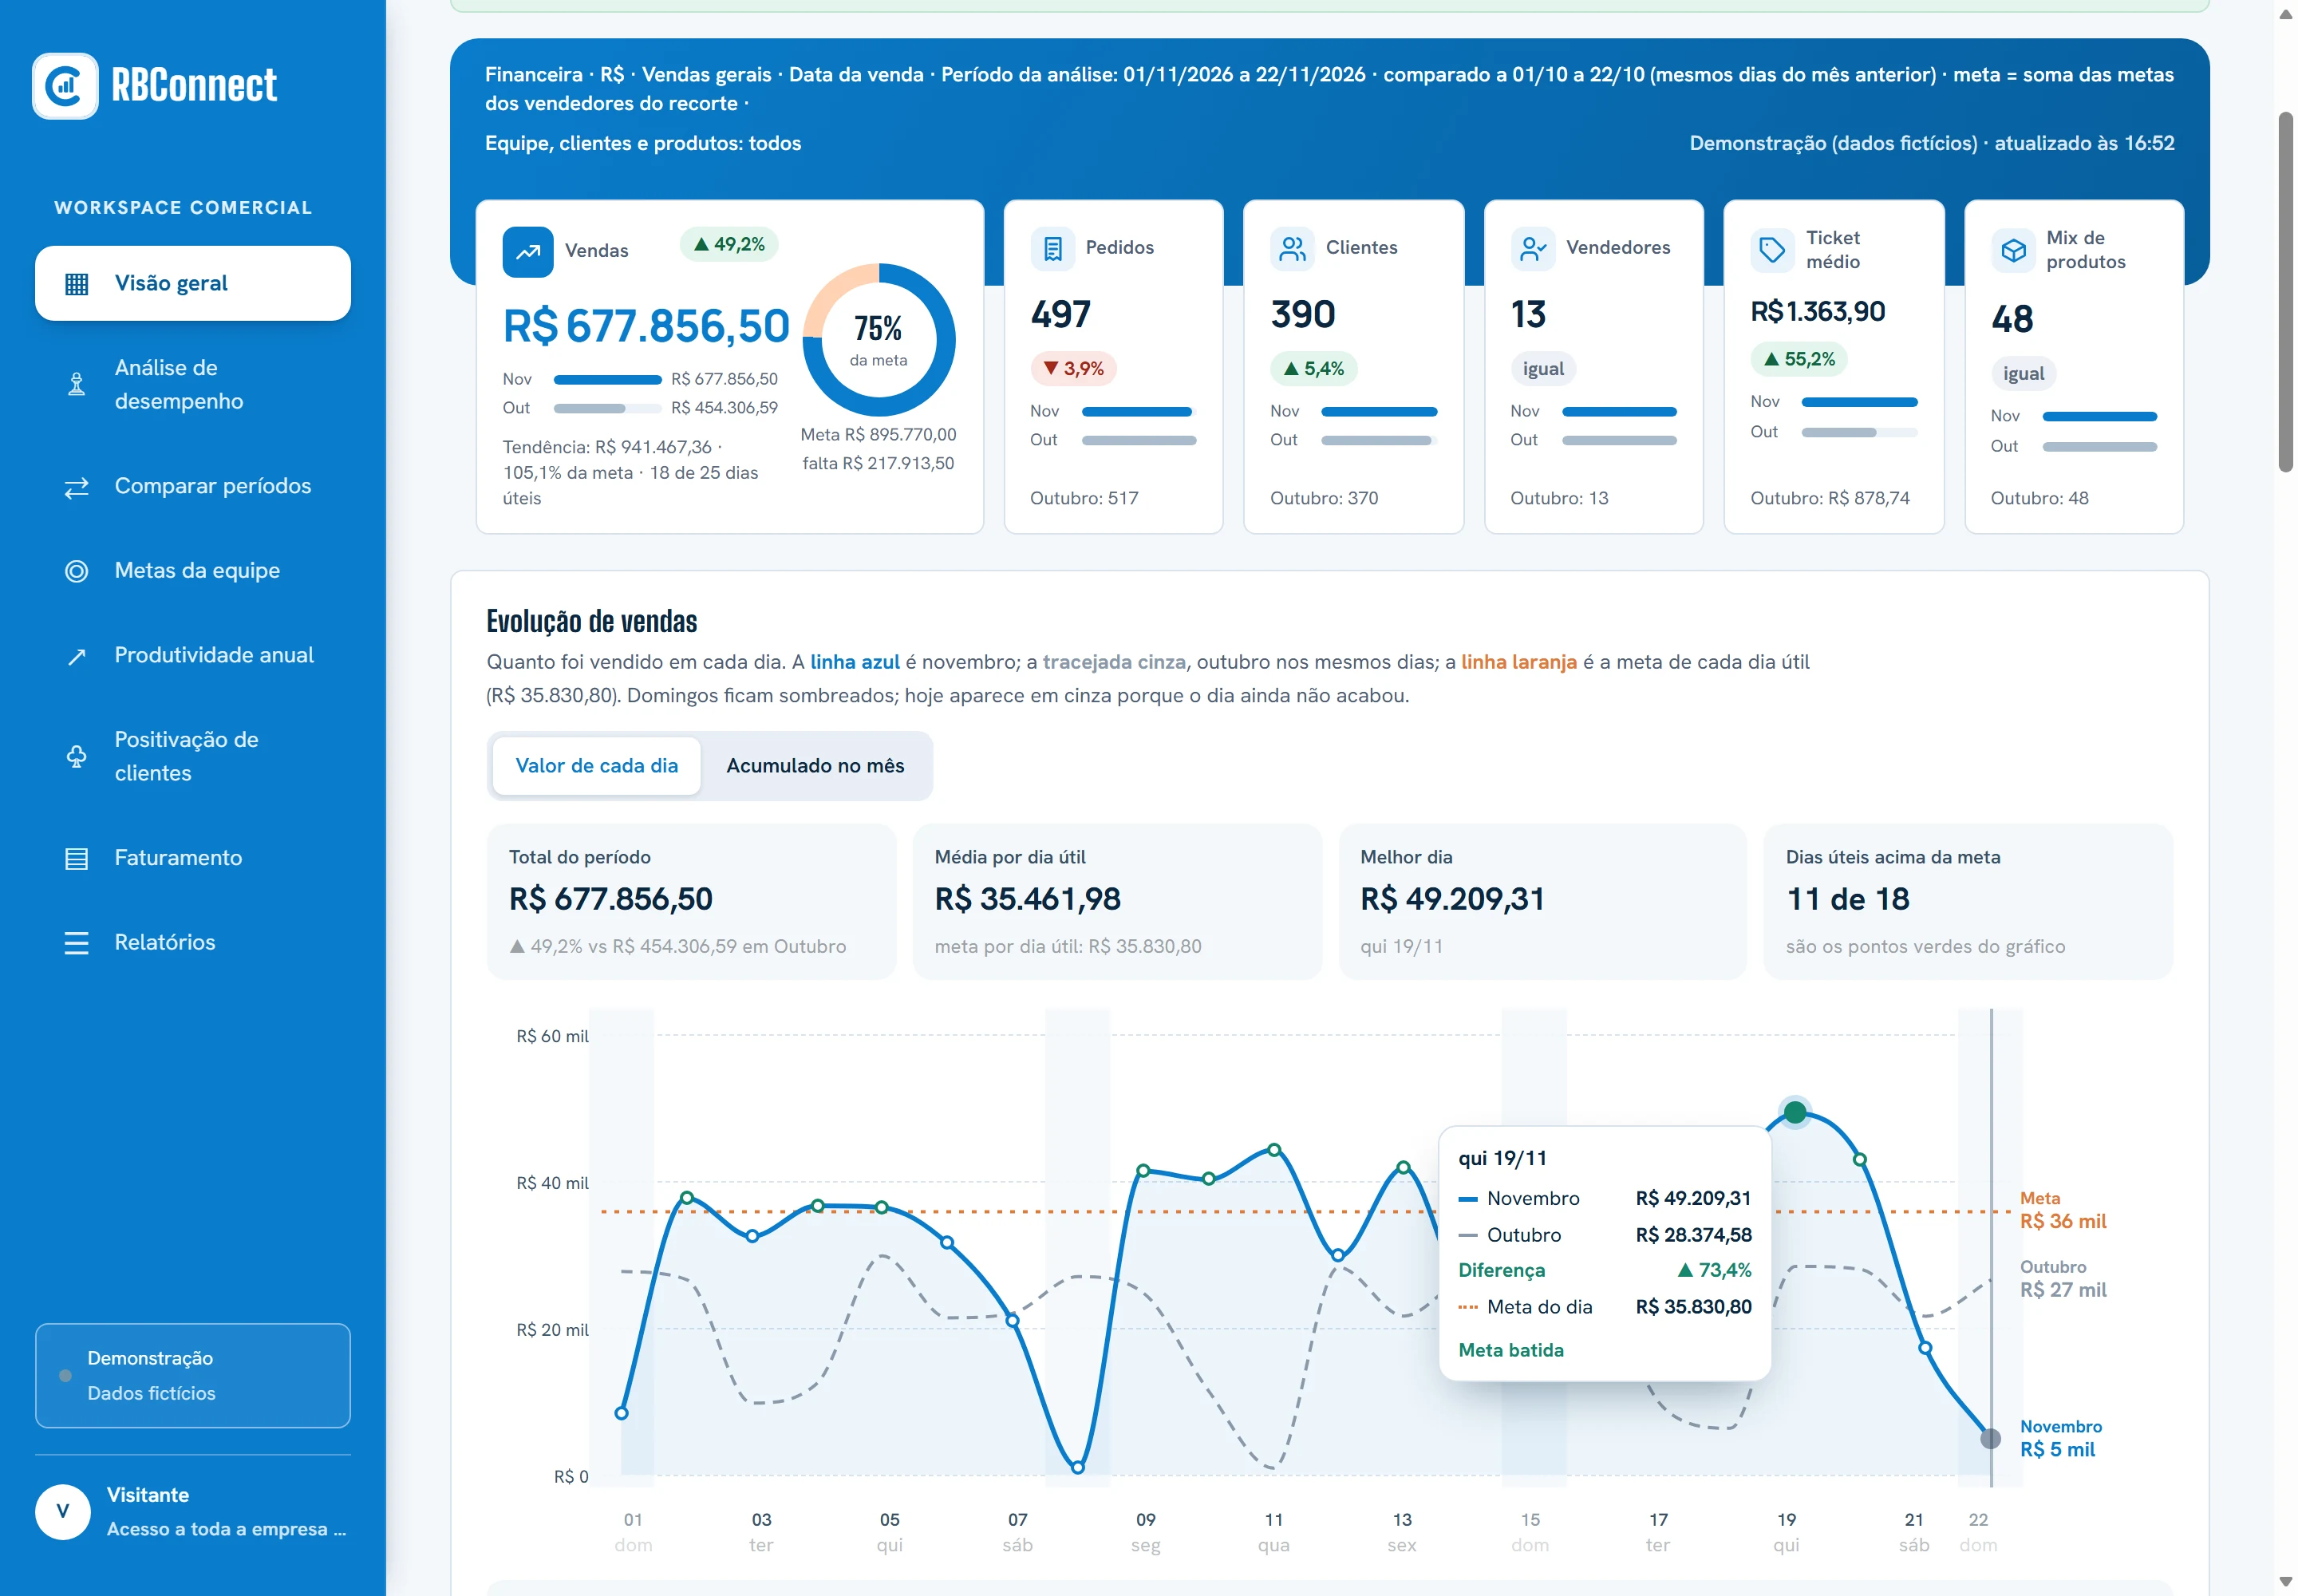 RBConnect
WORKSPACE COMERCIAL
Visão geral
Análise de
desempenho
Comparar períodos
Metas da equipe
Produtividade anual
Positivação de
clientes
Faturamento
Relatórios
Demonstração
Dados fictícios
V
Visitante
Acesso a toda a empresa ...
Financeira · R$ · Vendas gerais · Data da venda · Período da análise: 01/11/2026 a 22/11/2026 · comparado a 01/10 a 22/10 (mesmos dias do mês anterior) · meta = soma das metas
dos vendedores do recorte ·
Equipe, clientes e produtos: todos
Demonstração (dados fictícios) · atualizado às 16:52
Vendas
▲ 49,2%
R$ 677.856,50
Nov R$ 677.856,50
Out R$ 454.306,59
Tendência: R$ 941.467,36 ·
105,1% da meta · 18 de 25 dias
úteis
75%
da meta
Meta R$ 895.770,00
falta R$ 217.913,50
Pedidos
497
▼ 3,9%
Nov
Out
Outubro: 517
Clientes
390
▲ 5,4%
Nov
Out
Outubro: 370
Vendedores
13
igual
Nov
Out
Outubro: 13
Ticket
médio
R$ 1.363,90
▲ 55,2%
Nov
Out
Outubro: R$ 878,74
Mix de
produtos
48
igual
Nov
Out
Outubro: 48
Evolução de vendas
Quanto foi vendido em cada dia. A linha azul é novembro; a tracejada cinza, outubro nos mesmos dias; a linha laranja é a meta de cada dia útil
(R$ 35.830,80). Domingos ficam sombreados; hoje aparece em cinza porque o dia ainda não acabou.
Valor de cada dia
Acumulado no mês
Total do período
R$ 677.856,50
▲ 49,2% vs R$ 454.306,59 em Outubro
Média por dia útil
R$ 35.461,98
meta por dia útil: R$ 35.830,80
Melhor dia
R$ 49.209,31
qui 19/11
Dias úteis acima da meta
11 de 18
são os pontos verdes do gráfico
R$ 60 mil
R$ 40 mil
R$ 20 mil
R$ 0
qui 19/11
Novembro R$ 49.209,31
Outubro R$ 28.374,58
Diferença ▲ 73,4%
Meta do dia R$ 35.830,80
Meta batida
Meta
R$ 36 mil
Outubro
R$ 27 mil
Novembro
R$ 5 mil
01 03 05 07 09 11 13 15 17 19 21 22
dom ter qui sáb seg qua sex dom ter qui sáb dom